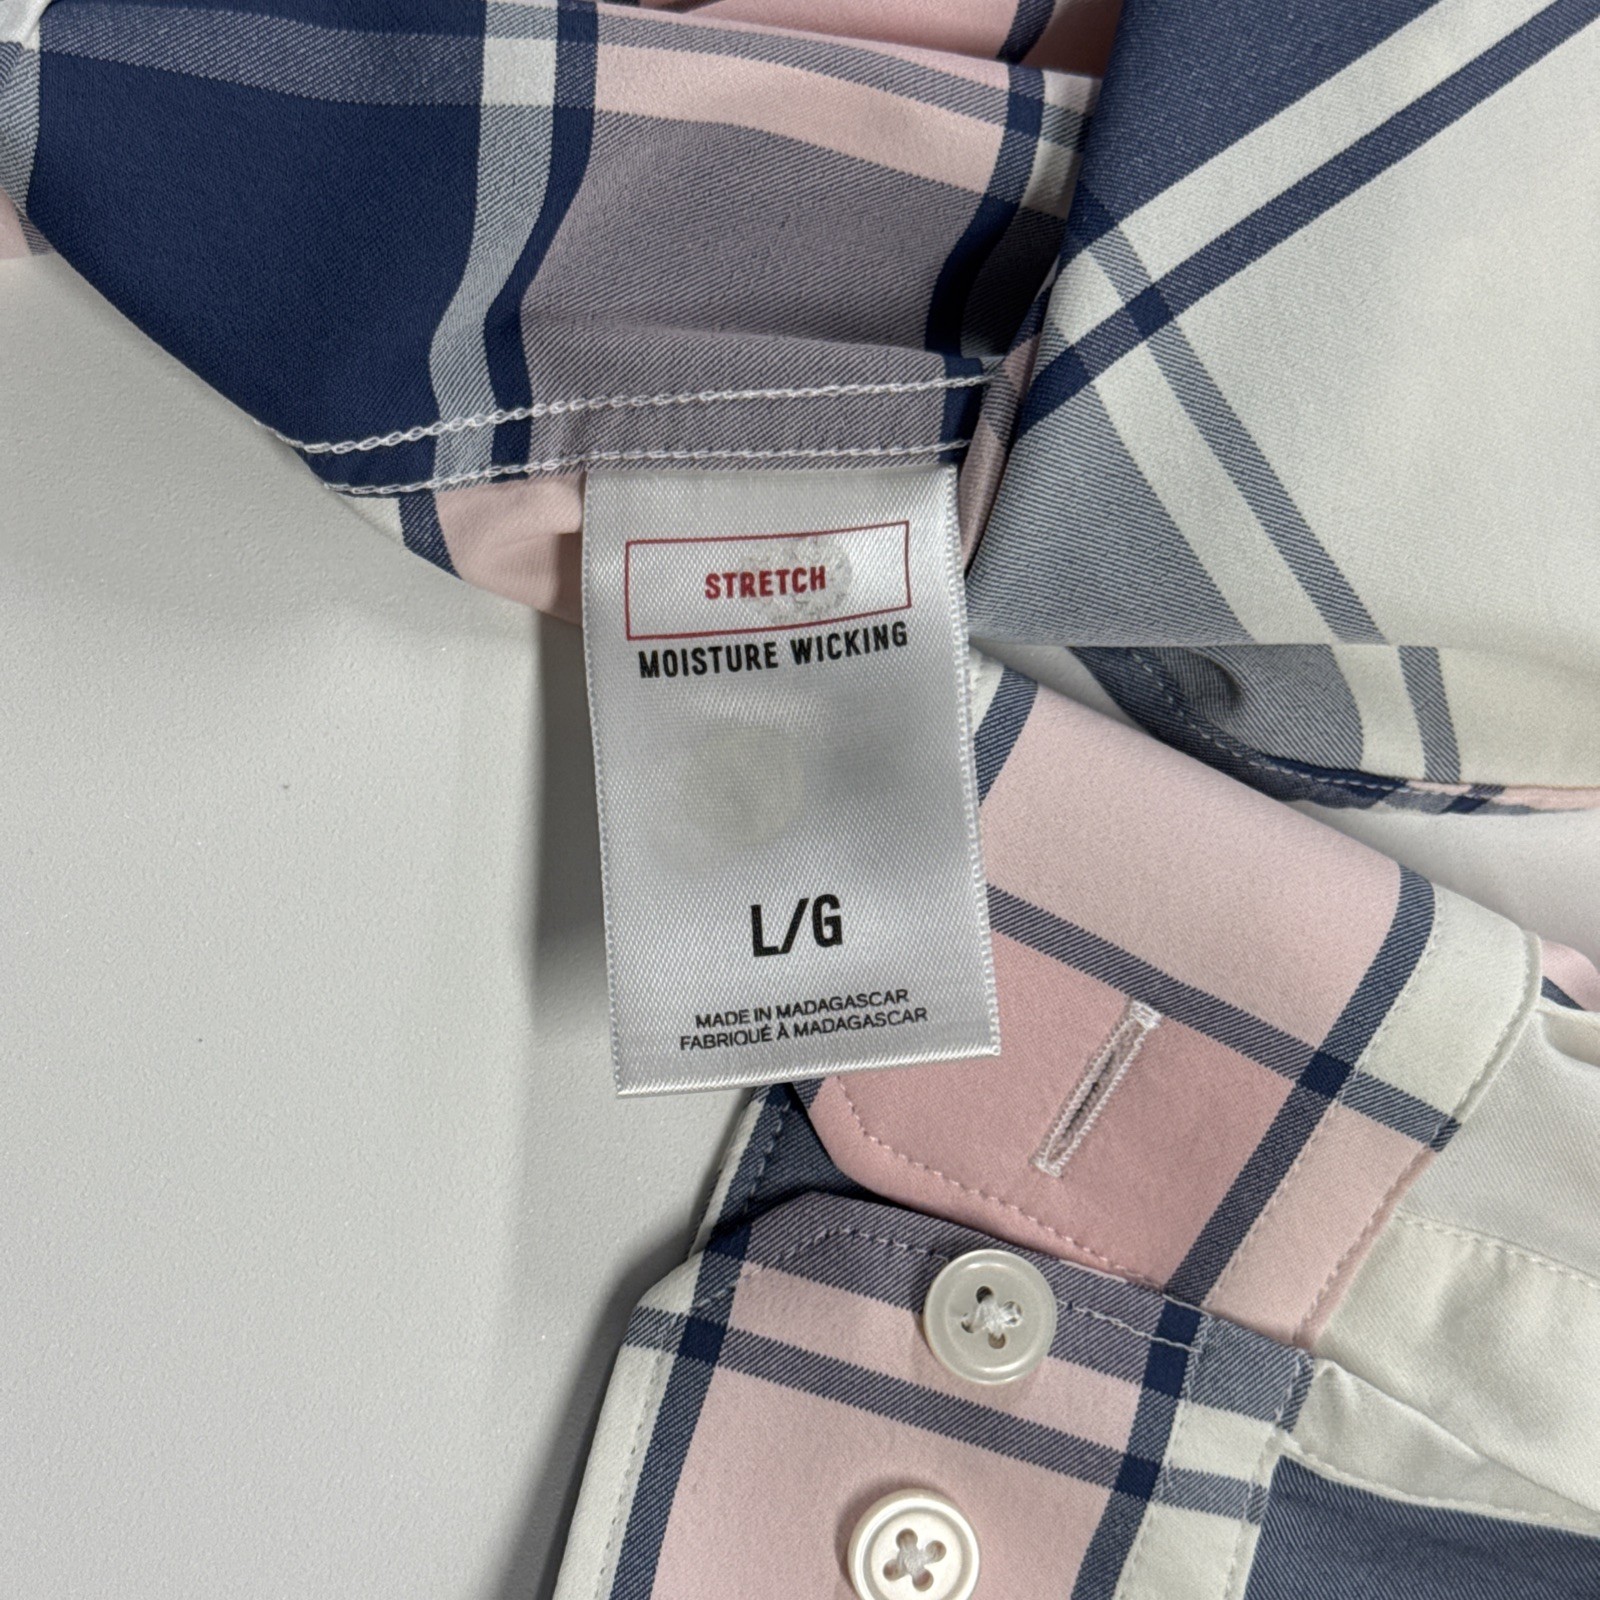 STRETCH
MOISTURE WICKING
L/G
MADE IN MADAGASCAR
FABRIQUÉ À MADAGASCAR